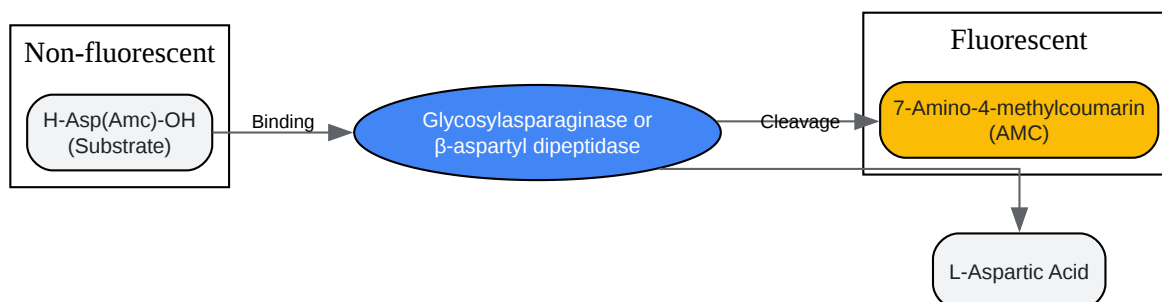 Non-fluorescent
H-Asp(Amc)-OH
(Substrate)
Binding
Glycosylasparaginase or
β-aspartyl dipeptidase
Cleavage
Fluorescent
7-Amino-4-methylcoumarin
(AMC)
L-Aspartic Acid